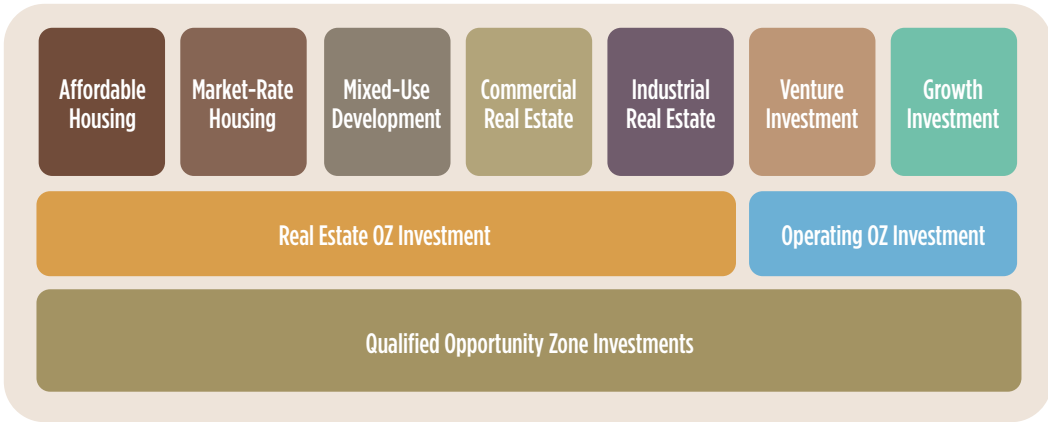 Affordable
Housing
Market-Rate
Housing
Mixed-Use
Development
Commercial
Real Estate
Industrial
Real Estate
Venture
Investment
Growth
Investment
Real Estate OZ Investment
Operating OZ Investment
Qualified Opportunity Zone Investments